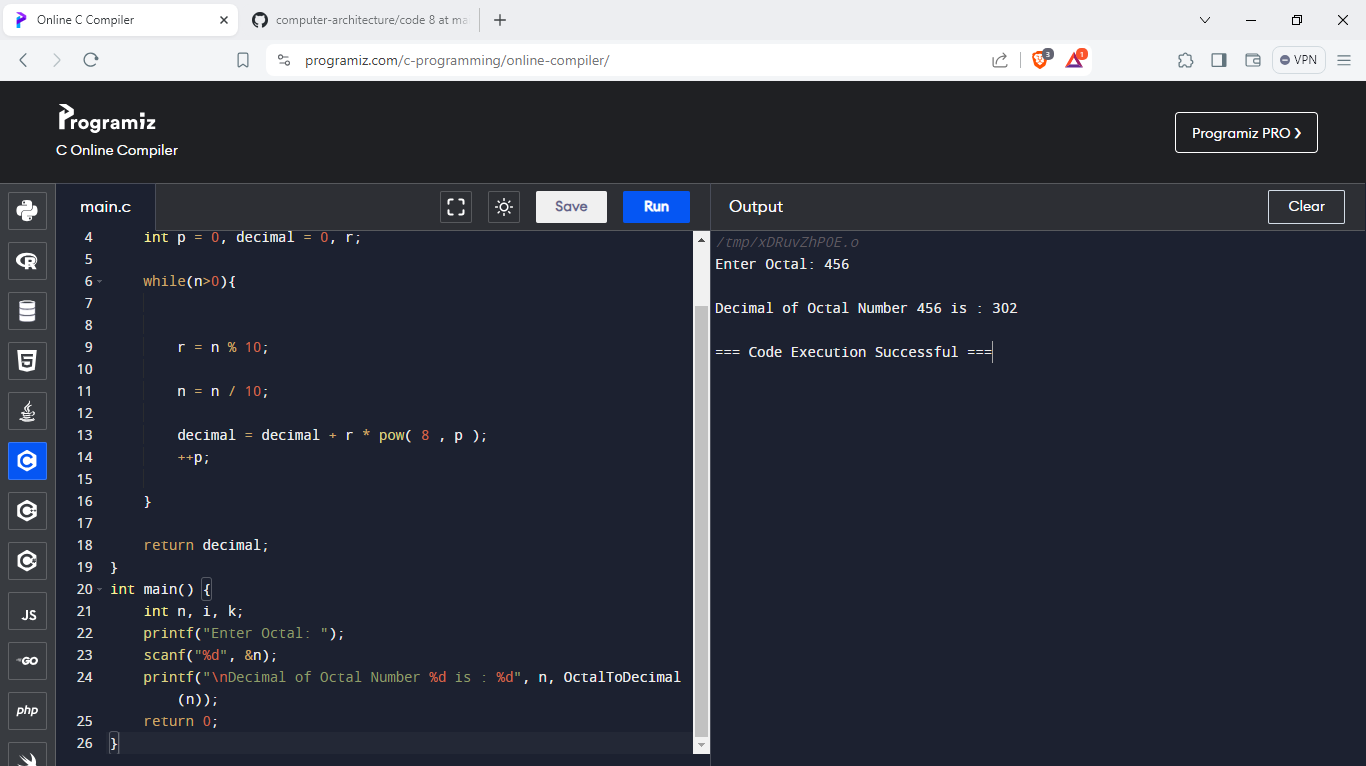 Online C Compiler
computer-architecture/code 8 at ma
programiz.com/c-programming/online-compiler/
3
1
VPN
Programiz
C Online Compiler
Programiz PRO ❯
main.c
Save
Run
Output
Clear
4 int p = 0, decimal = 0, r;
5
6 while(n>0){
7
8
9 r = n % 10;
10
11 n = n / 10;
12
13 decimal = decimal + r * pow( 8 , p );
14 ++p;
15
16 }
17
18 return decimal;
19 }
20 int main() {
21 int n, i, k;
22 printf("Enter Octal: ");
23 scanf("%d", &n);
24 printf("\nDecimal of Octal Number %d is : %d", n, OctalToDecimal
(n));
25 return 0;
26 }
/tmp/xDRuvZhPOE.o
Enter Octal: 456
Decimal of Octal Number 456 is : 302
=== Code Execution Successful ===
R
5
C
C
C
JS
GO
php